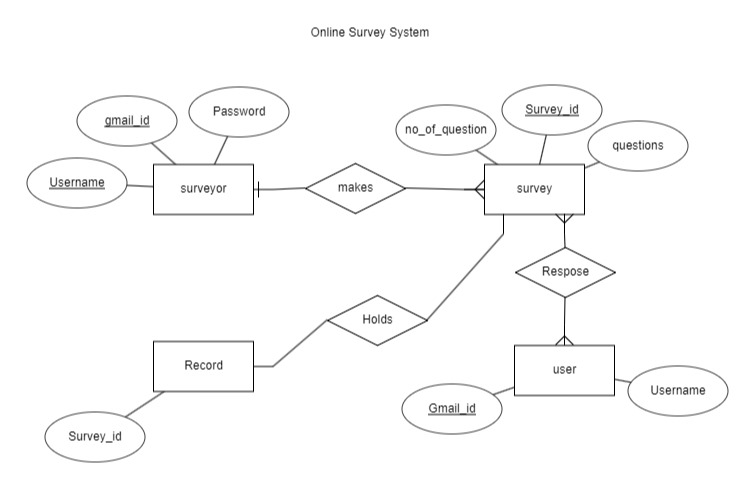 Online Survey System
gmail_id
Password
Username
surveyor
makes
no_of_question
Survey_id
questions
survey
Respose
Holds
Record
Survey_id
user
Gmail_id
Username